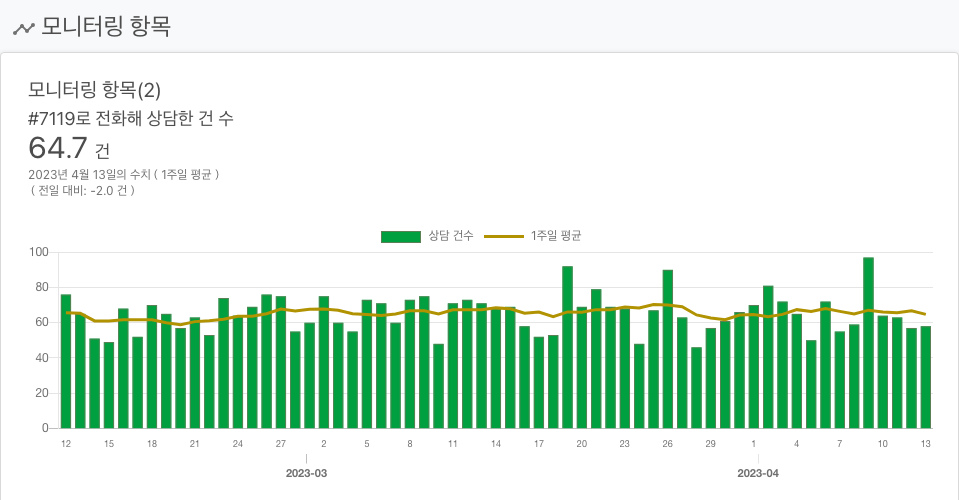 모니터링 항목
모니터링 항목(2)
#7119로 전화해 상담한 건 수
64.7 건
2023년 4월 13일의 수치 ( 1주일 평균 )
( 전일 대비: -2.0 건 )
상담 건수 1주일 평균
100
80
60
40
20
0
12 15 18 21 24 27 2 5 8 11 14 17 20 23 26 29 1 4 7 10 13
2023-03 2023-04